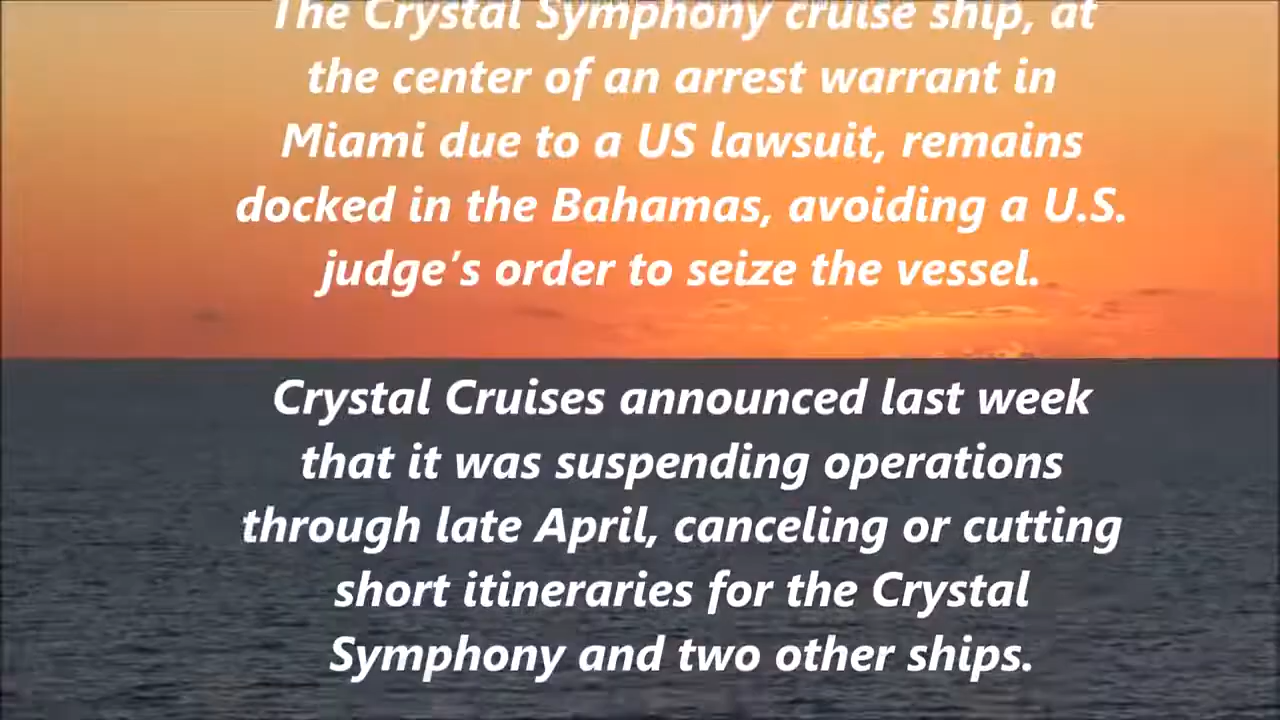 The Crystal Symphony cruise ship, at
the center of an arrest warrant in
Miami due to a US lawsuit, remains
docked in the Bahamas, avoiding a U.S.
judge’s order to seize the vessel.
Crystal Cruises announced last week
that it was suspending operations
through late April, canceling or cutting
short itineraries for the Crystal
Symphony and two other ships.